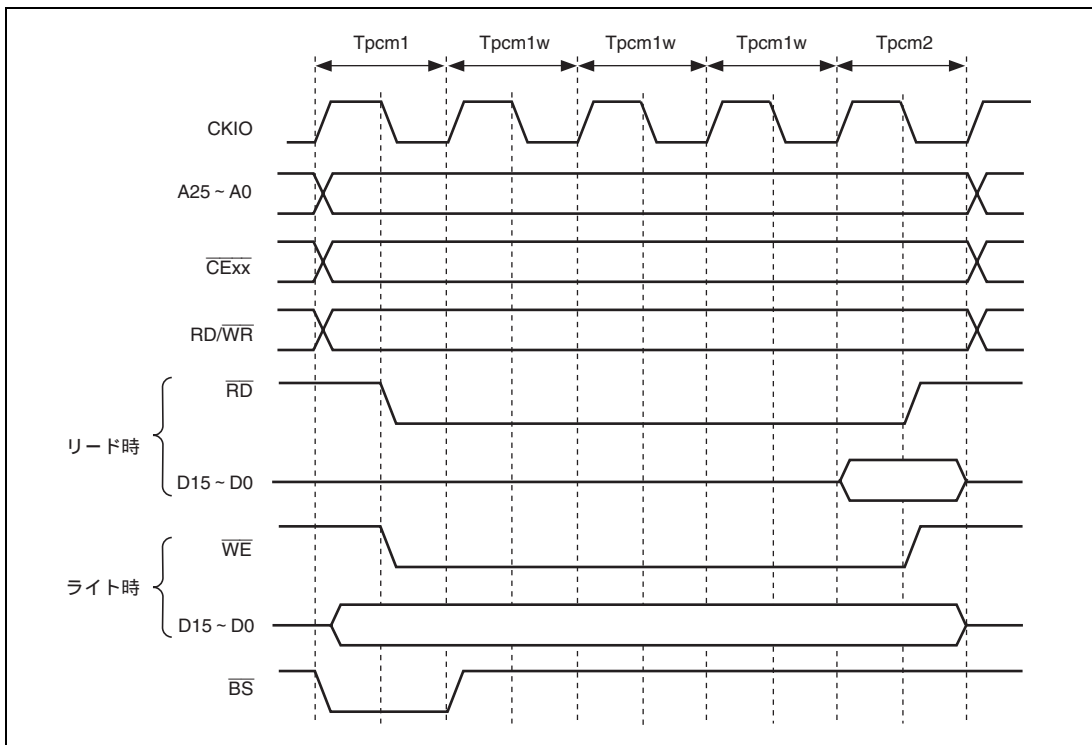 Tpcm1 Tpcm1w Tpcm1w Tpcm1w Tpcm2
CKIO
A25 ~ A0
CExx
RD/WR
RD
リード時
D15 ~ D0
WE
ライト時
D15 ~ D0
BS